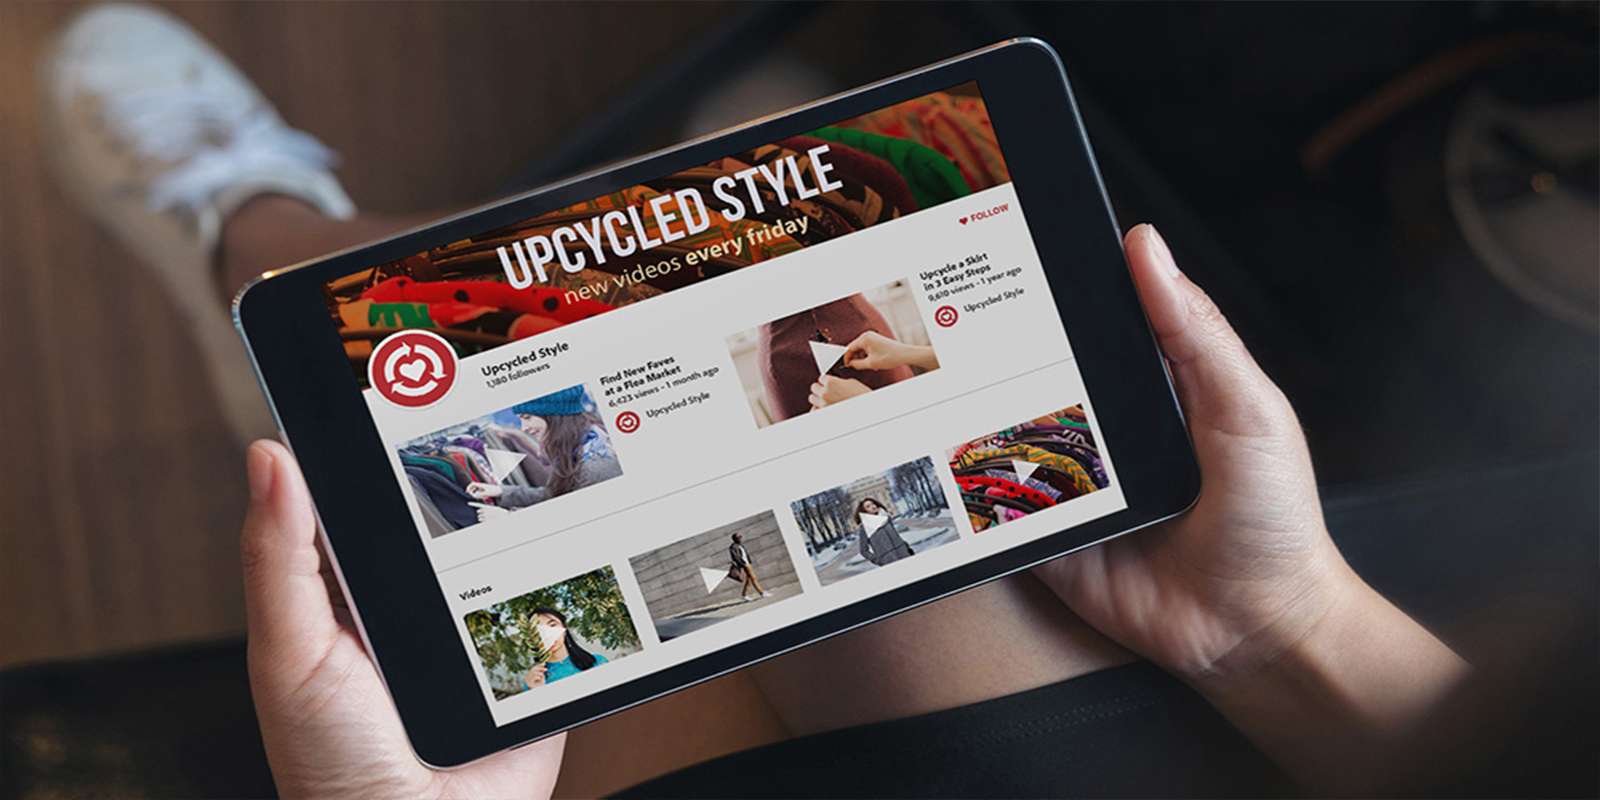 UPCYCLED STYLE
new videos every friday
FOLLOW
Upcycled Style
1,180 followers
Find New Faves
at a Flea Market
6,423 views - 1 month ago
Upcycled Style
Upcycle a Skirt
in 3 Easy Steps
9,610 views - 1 year ago
Upcycled Style
Videos